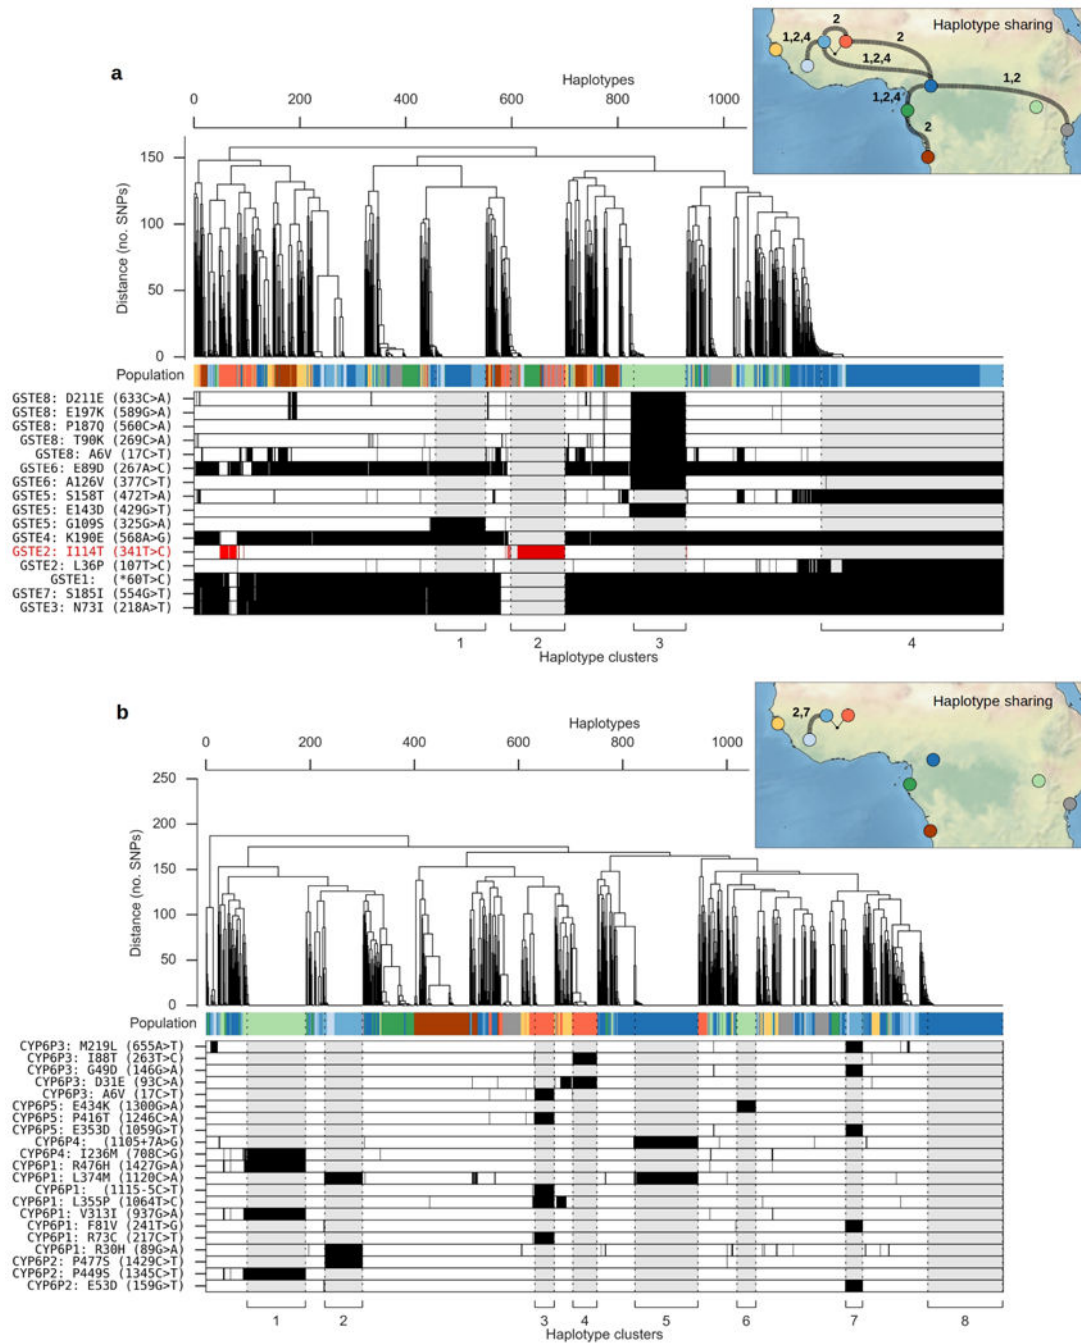 Haplotype sharing
2
2
1,2,4
1,2,4
1,2
1,2,4
2
a
Haplotypes
0 200 400 600 800 1000
Distance (no. SNPs)
150
100
50
0
Population
GSTE8: D211E (633C>A)
GSTE8: E197K (589G>A)
GSTE8: P187Q (560C>A)
GSTE8: T90K (269C>A)
GSTE8: A6V (17C>T)
GSTE6: E89D (267A>C)
GSTE6: A126V (377C>T)
GSTE5: S158T (472T>A)
GSTE5: E143D (429G>T)
GSTE5: G109S (325G>A)
GSTE4: K190E (568A>G)
GSTE2: I114T (341T>C)
GSTE2: L36P (107T>C)
GSTE1: (*60T>C)
GSTE7: S185I (554G>T)
GSTE3: N73I (218A>T)
1 2 3 4
Haplotype clusters
b
Haplotype sharing
2,7
Haplotypes
0 200 400 600 800 1000
Distance (no. SNPs)
250
200
150
100
50
0
Population
CYP6P3: M219L (655A>T)
CYP6P3: I88T (263T>C)
CYP6P3: G49D (146G>A)
CYP6P3: D31E (93C>A)
CYP6P3: A6V (17C>T)
CYP6P5: E434K (1300G>A)
CYP6P5: P416T (1246C>A)
CYP6P5: E353D (1059G>T)
CYP6P4: (1105+7A>G)
CYP6P4: I236M (708C>G)
CYP6P1: R476H (1427G>A)
CYP6P1: L374M (1120C>A)
CYP6P1: (1115-5C>T)
CYP6P1: L355P (1064T>C)
CYP6P1: V313I (937G>A)
CYP6P1: F81V (241T>G)
CYP6P1: R73C (217C>T)
CYP6P1: R30H (89G>A)
CYP6P2: P477S (1429C>T)
CYP6P2: P449S (1345C>T)
CYP6P2: E53D (159G>T)
1 2 3 4 5 6 7 8
Haplotype clusters